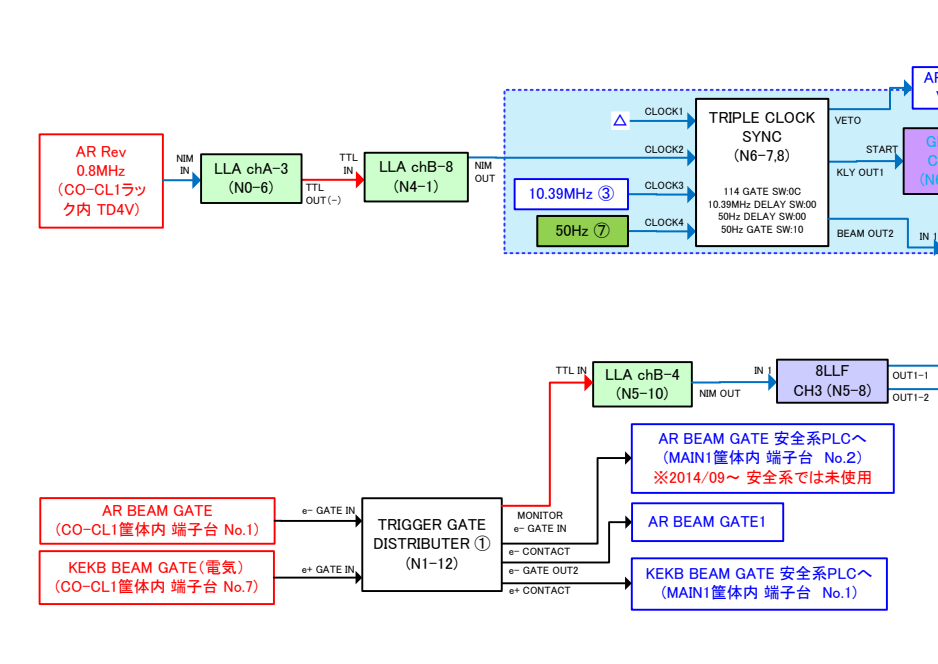 AR Rev
0.8MHz
(CO-CL1ラッ
ク内 TD4V)
NIM
IN
LLA chA-3
(N0-6)
TTL
OUT(-)
TTL
IN
LLA chB-8
(N4-1)
NIM
OUT
△
CLOCK1
CLOCK2
10.39MHz ③
CLOCK3
50Hz ⑦
CLOCK4
TRIPLE CLOCK
SYNC
(N6-7,8)
114 GATE SW:0C
10.39MHz DELAY SW:00
50Hz DELAY SW:00
50Hz GATE SW:10
VETO
START
KLY OUT1
BEAM OUT2
IN 1
TTL IN
LLA chB-4
(N5-10)
NIM OUT
IN 1
8LLF
CH3 (N5-8)
OUT1-1
OUT1-2
AR BEAM GATE 安全系PLCへ
(MAIN1筐体内 端子台 No.2)
※2014/09~ 安全系では未使用
AR BEAM GATE
(CO-CL1筐体内 端子台 No.1)
e- GATE IN
KEKB BEAM GATE(電気)
(CO-CL1筐体内 端子台 No.7)
e+ GATE IN
TRIGGER GATE
DISTRIBUTER ①
(N1-12)
MONITOR
e- GATE IN
e- CONTACT
e- GATE OUT2
e+ CONTACT
AR BEAM GATE1
KEKB BEAM GATE 安全系PLCへ
(MAIN1筐体内 端子台 No.1)